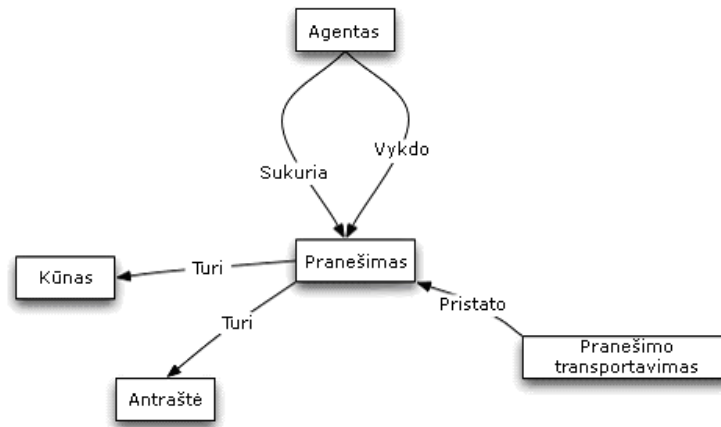 Agentas
Vykdo
Sukuria
Pranešimas
Turi
Kūnas
Turi
Pristato
Pranešimo
transportavimas
Antraštė